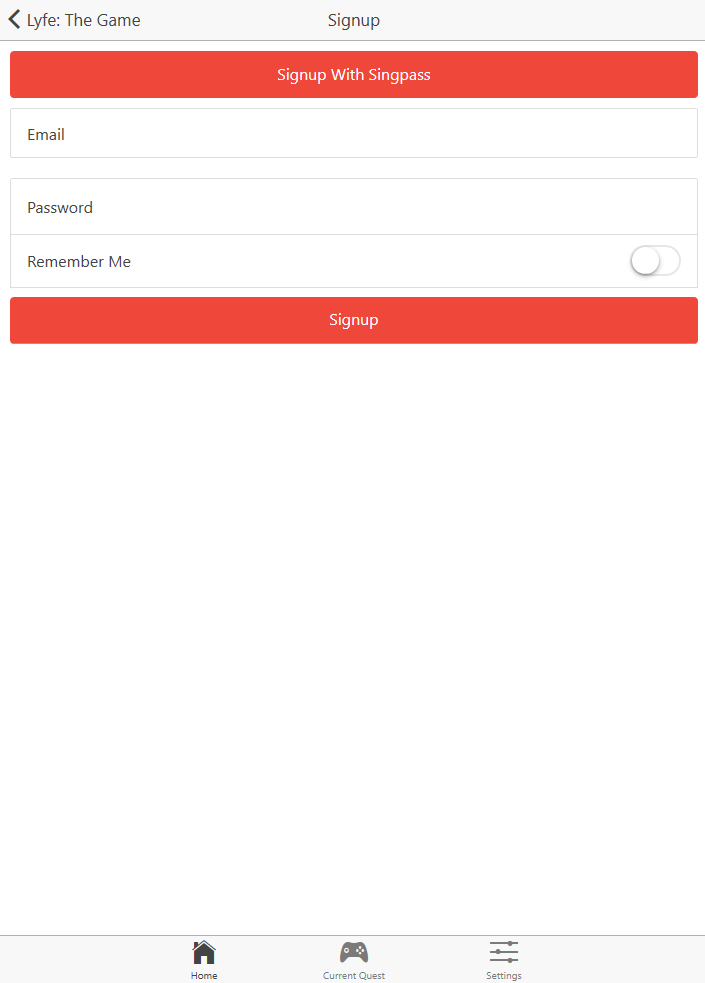 Lyfe: The Game
Signup
Signup With Singpass
Email
Password
Remember Me
Signup
Home
Current Quest
Settings